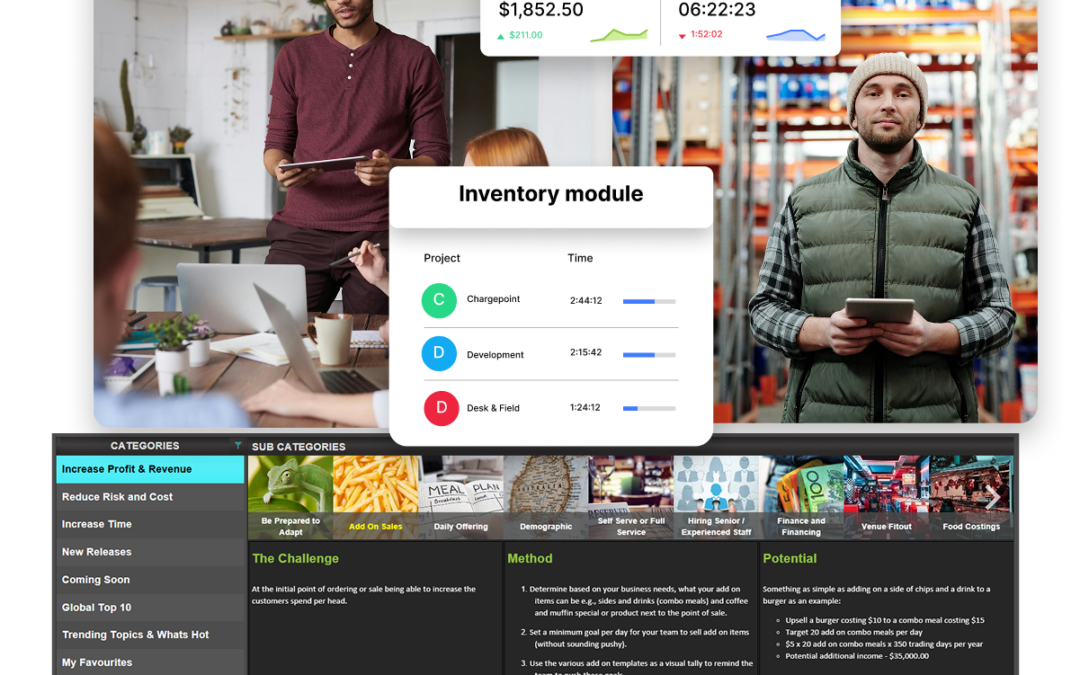 $1,852.50
06:22:23
$211.00
1:52:02
Inventory module
Project Time
C Chargepoint 2:44:12
D Development 2:15:42
D Desk & Field 1:24:12
CATEGORIES
Increase Profit & Revenue
Reduce Risk and Cost
Increase Time
New Releases
Coming Soon
Global Top 10
Trending Topics & Whats Hot
My Favourites
SUB CATEGORIES
MEAL PLAN
Be Prepared to
Adapt
Add On Sales
Daily Offering
Demographic
Self Serve or Full
Service
Hiring Senior /
Experienced Staff
Finance and
Financing
Venue Fitout
Food Costings
The Challenge
At the initial point of ordering or sale being able to increase the
customers spend per head.
Method
1. Determine based on your business needs, what your add on
items can be e.g., sides and drinks (combo meals) and coffee
and muffin special or product next to the point of sale.
2. Set a minimum goal per day for your team to sell add on items
(without sounding pushy).
3. Use the various add on templates as a visual tally to remind the
Potential
Something as simple as adding on a side of chips and a drink to a
burger as an example:
Upsell a burger costing $10 to a combo meal costing $15
Target 20 add on combo meals per day
$5 x 20 add on combo meals x 350 trading days per year
Potential additional income - $35,000.00